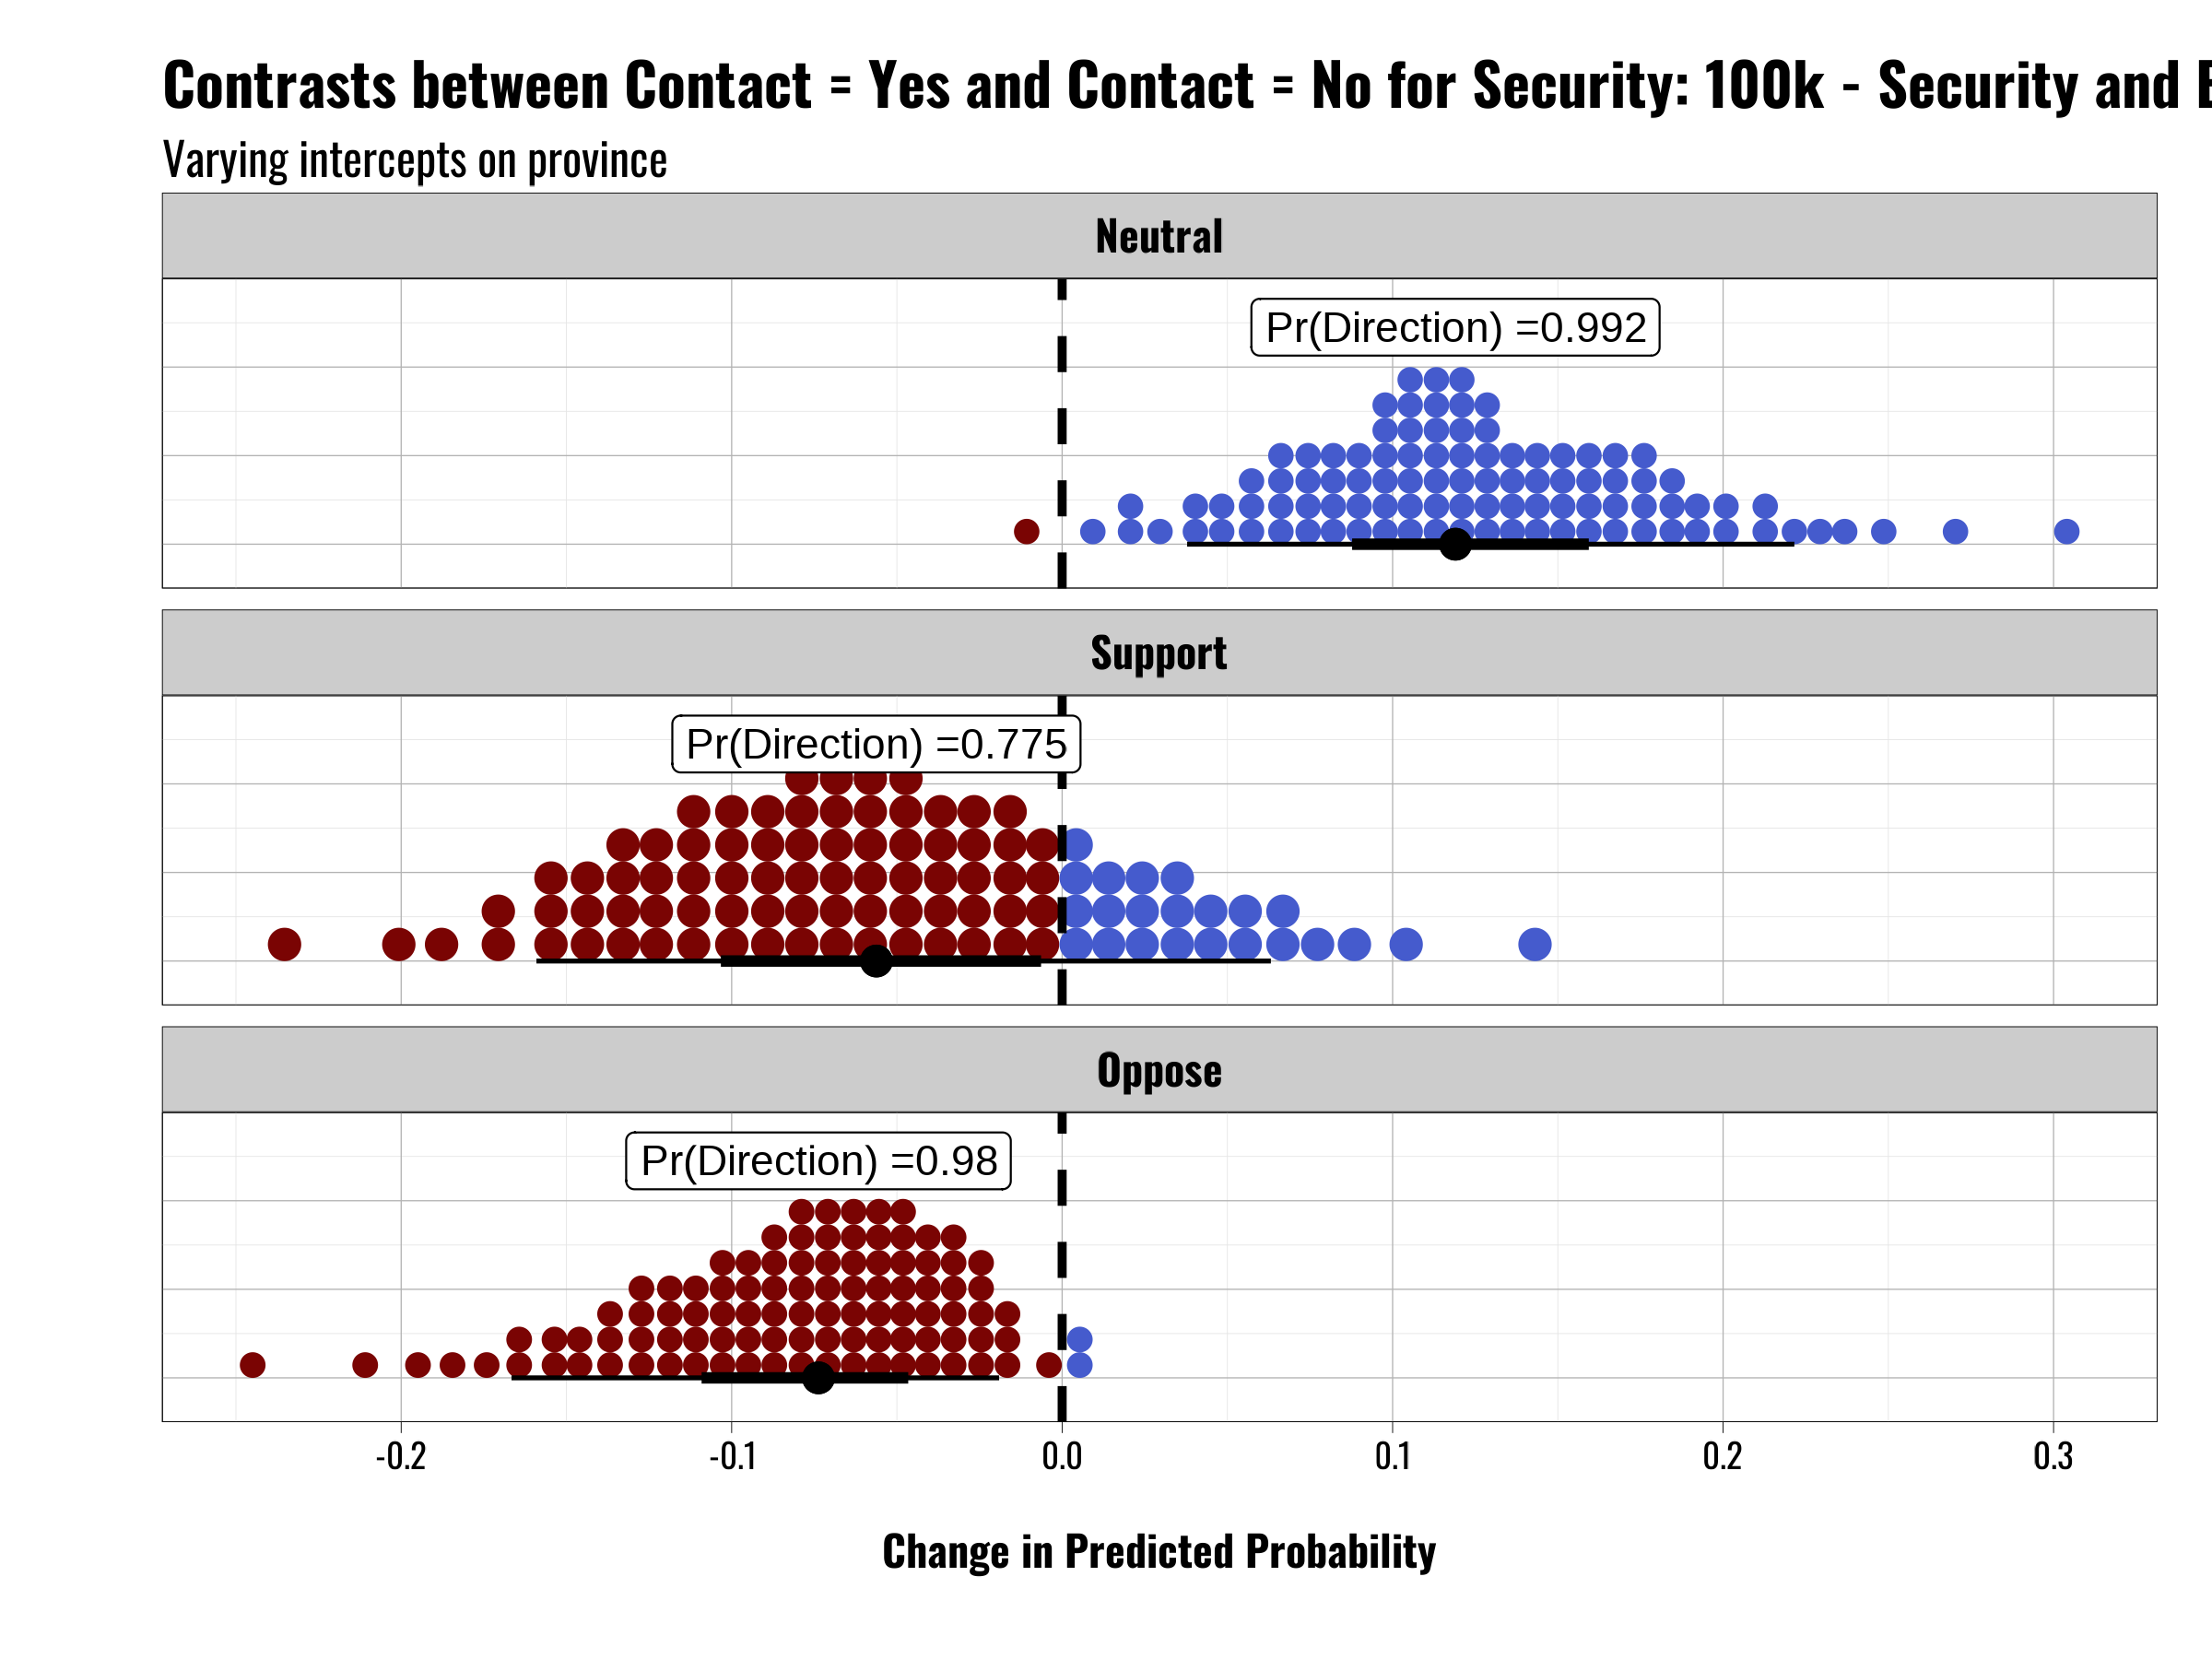 Contrasts between Contact = Yes and Contact = No for Security: 100k - Security and
Varying intercepts on province
Neutral
Pr(Direction) =0.992
Support
Pr(Direction) =0.775
Oppose
Pr(Direction) =0.98
-0.2 -0.1 0.0 0.1 0.2 0.3
Change in Predicted Probability